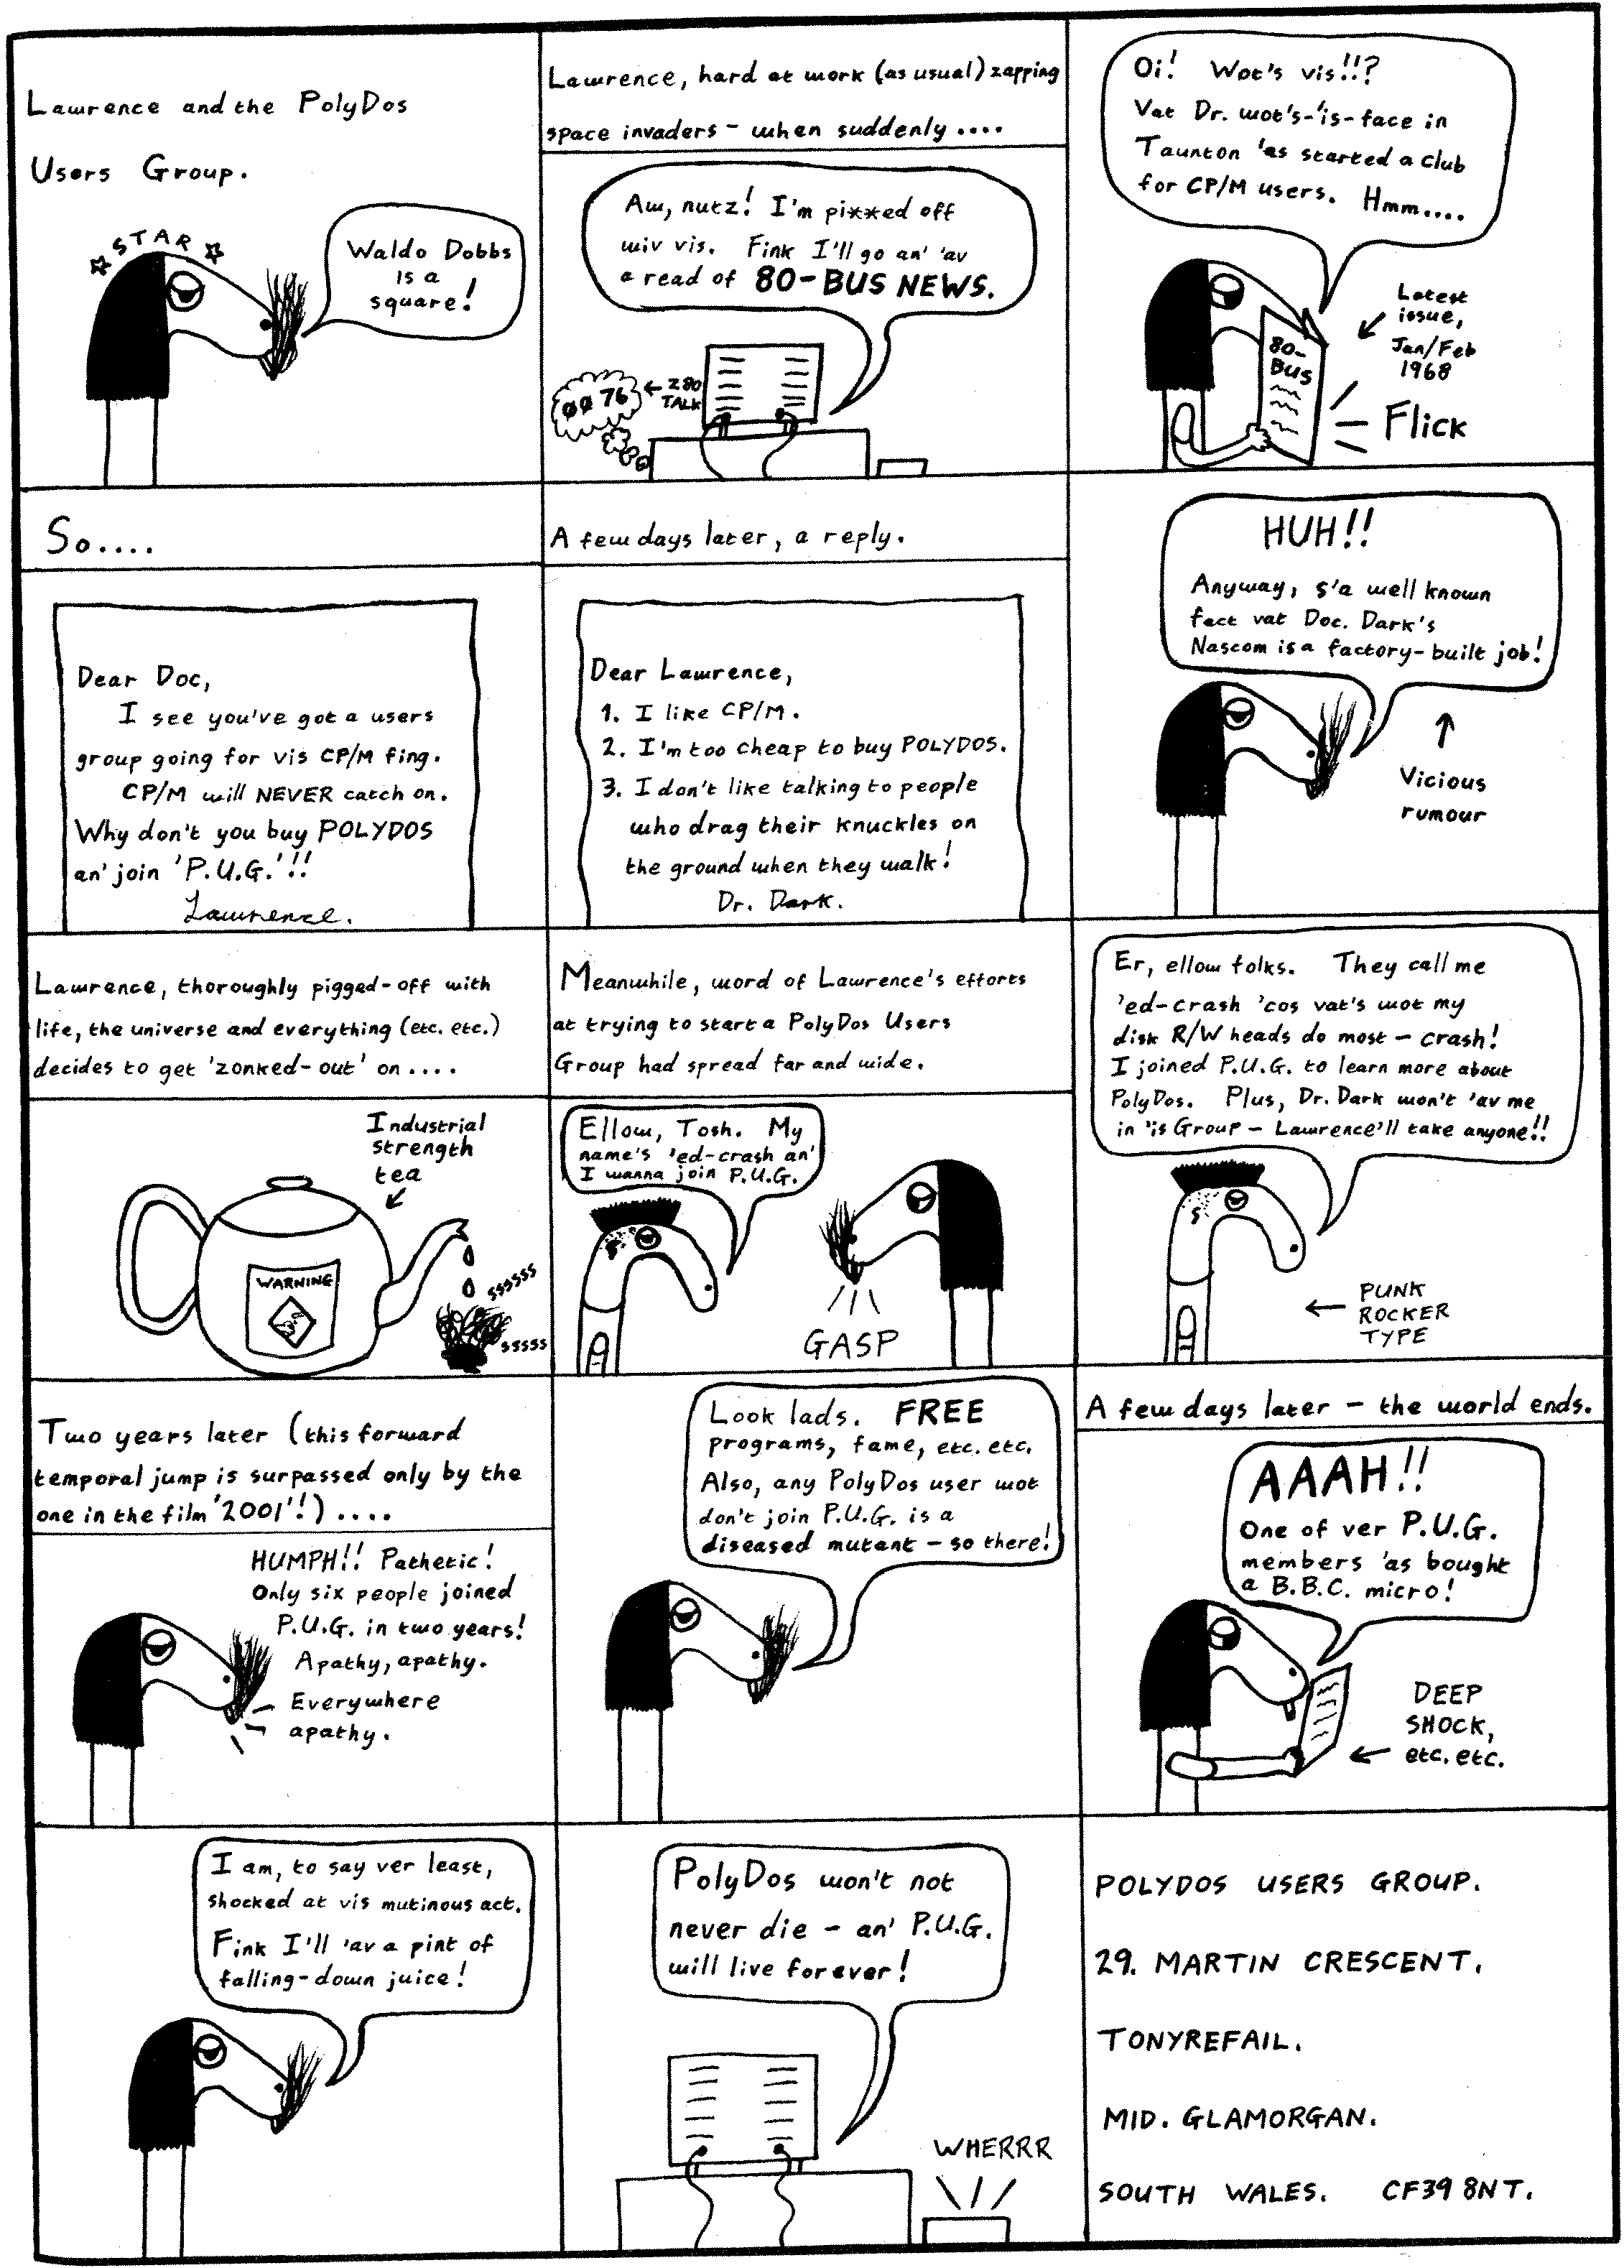 Lawrence and the PolyDos
Users Group.
STAR
Waldo Dobbs
is a
square!
Lawrence, hard at work (as usual) zapping
space invaders - when suddenly ....
Aw, nutz! I'm pi**ed off
wiv vis. Fink I'll go an' 'av
a read of 80-BUS NEWS.
0076
← Z80
TALK
Oi! Wot's vis!!?
Vat Dr. wot's-'is-face in
Taunton 'as started a club
for CP/M users. Hmm....
80-
BUS
Latest
issue,
Jan/Feb
1968
Flick
So....
Dear Doc,
I see you've got a users
group going for vis CP/M fing.
CP/M will NEVER catch on.
Why don't you buy POLYDOS
an' join 'P.U.G.'!!
Lawrence.
A few days later, a reply.
Dear Lawrence,
1. I like CP/M.
2. I'm too cheap to buy POLYDOS.
3. I don't like talking to people
who drag their knuckles on
the ground when they walk!
Dr. Dark.
HUH!!
Anyway, s'a well known
fact vat Doc. Dark's
Nascom is a factory-built job!
Vicious
rumour
Lawrence, thoroughly pigged-off with
life, the universe and everything (etc. etc.)
decides to get 'zonked-out' on ....
Industrial
strength
tea
WARNING
ssssss
sssss
Meanwhile, word of Lawrence's efforts
at trying to start a PolyDos Users
Group had spread far and wide.
Ellow, Tosh. My
name's 'ed-crash an'
I wanna join P.U.G.
GASP
Er, ellow folks. They call me
'ed-crash 'cos vat's wot my
disk R/W heads do most - crash!
I joined P.U.G. to learn more about
PolyDos. Plus, Dr. Dark won't 'av me
in 'is Group - Lawrence'll take anyone!!
PUNK
ROCKER
TYPE
Two years later (this forward
temporal jump is surpassed only by the
one in the film '2001'!) ....
HUMPH!! Pathetic!
Only six people joined
P.U.G. in two years!
Apathy, apathy.
Everywhere
apathy.
Look lads. FREE
programs, fame, etc. etc.
Also, any PolyDos user wot
don't join P.U.G. is a
diseased mutant - so there!
A few days later - the world ends.
AAAH!!
One of ver P.U.G.
members 'as bought
a B.B.C. micro!
DEEP
SHOCK,
etc. etc.
I am, to say ver least,
shocked at vis mutinous act.
Fink I'll 'av a pint of
falling-down juice!
PolyDos won't not
never die - an' P.U.G.
will live forever!
WHERRR
POLYDOS USERS GROUP.
29. MARTIN CRESCENT.
TONYREFAIL.
MID. GLAMORGAN.
SOUTH WALES. CF39 8NT.